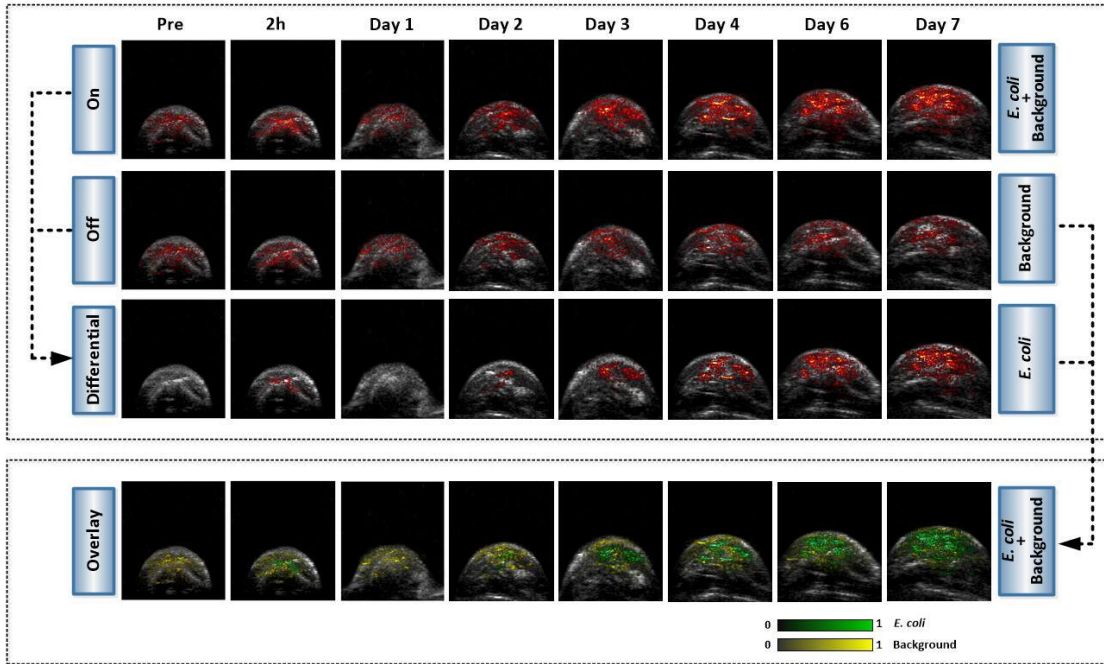 Pre 2h Day 1 Day 2 Day 3 Day 4 Day 6 Day 7
On
E. coli
+
Background
Off
Background
Differential
E. coli
Overlay
E. coli
+
Background
0 1 E. coli
0 1 Background